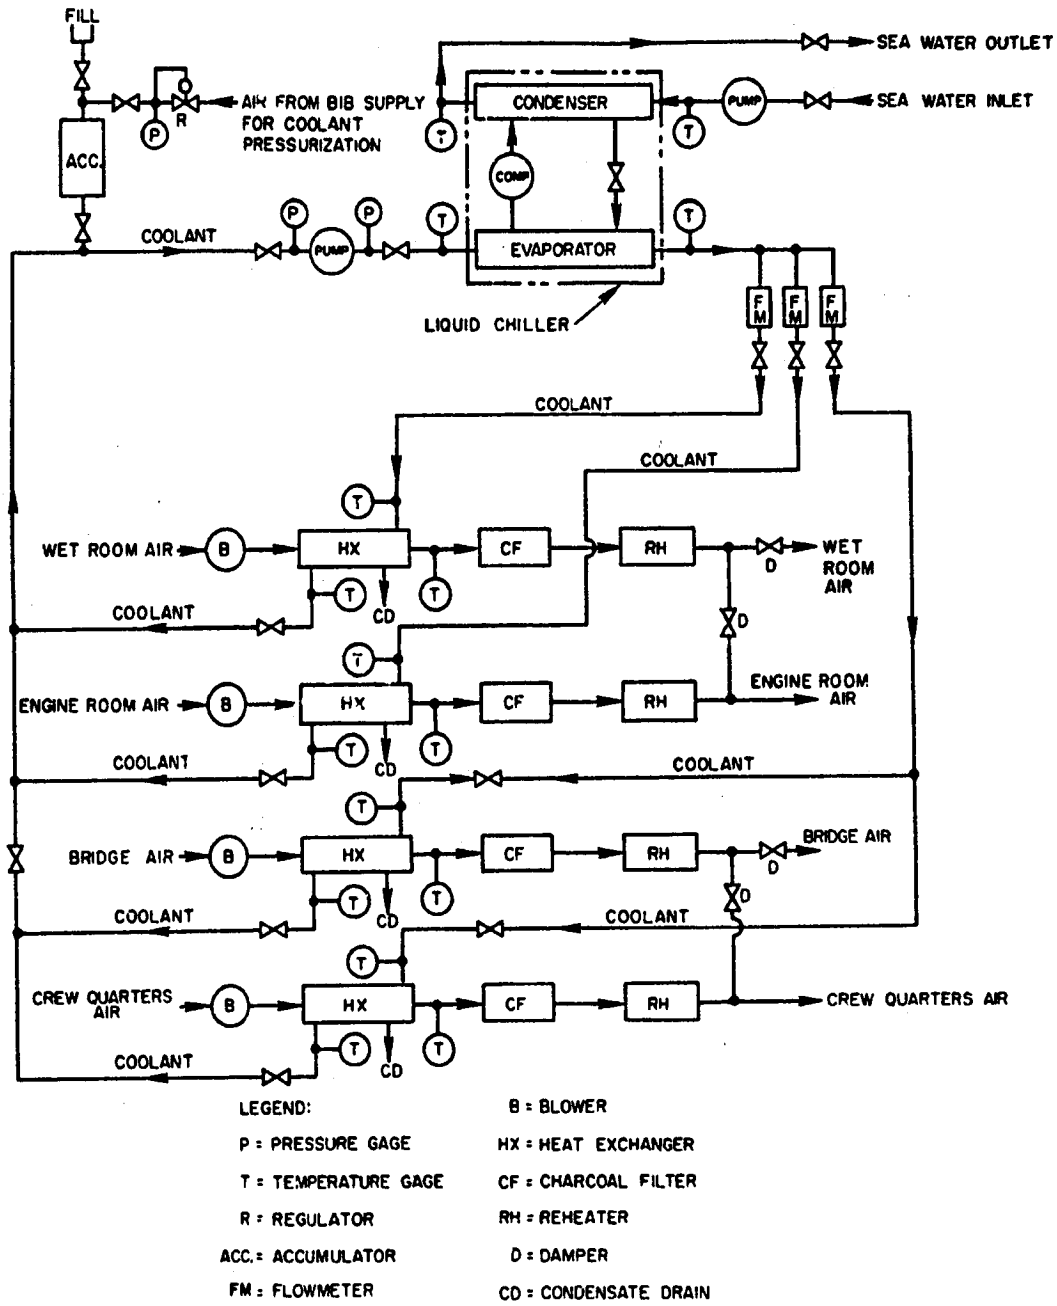 FILL
SEA WATER OUTLET
AIR FROM BIB SUPPLY
FOR COOLANT
PRESSURIZATION
R
P
T
CONDENSER
PUMP
T
SEA WATER INLET
ACC.
COMP
COOLANT
P
PUMP
P
T
EVAPORATOR
T
LIQUID CHILLER
FM
FM
FM
COOLANT
COOLANT
T
WET ROOM AIR
B
HX
CF
RH
D
WET
ROOM
AIR
T
T
CD
COOLANT
D
T
ENGINE ROOM AIR
B
HX
CF
RH
ENGINE ROOM
AIR
T
T
CD
COOLANT
COOLANT
T
BRIDGE AIR
B
HX
CF
RH
D
BRIDGE AIR
T
T
CD
D
COOLANT
COOLANT
T
CREW QUARTERS
AIR
B
HX
CF
RH
CREW QUARTERS AIR
T
T
CD
COOLANT
LEGEND:
P = PRESSURE GAGE
T = TEMPERATURE GAGE
R = REGULATOR
ACC. = ACCUMULATOR
FM = FLOWMETER
B = BLOWER
HX = HEAT EXCHANGER
CF = CHARCOAL FILTER
RH = REHEATER
D = DAMPER
CD = CONDENSATE DRAIN